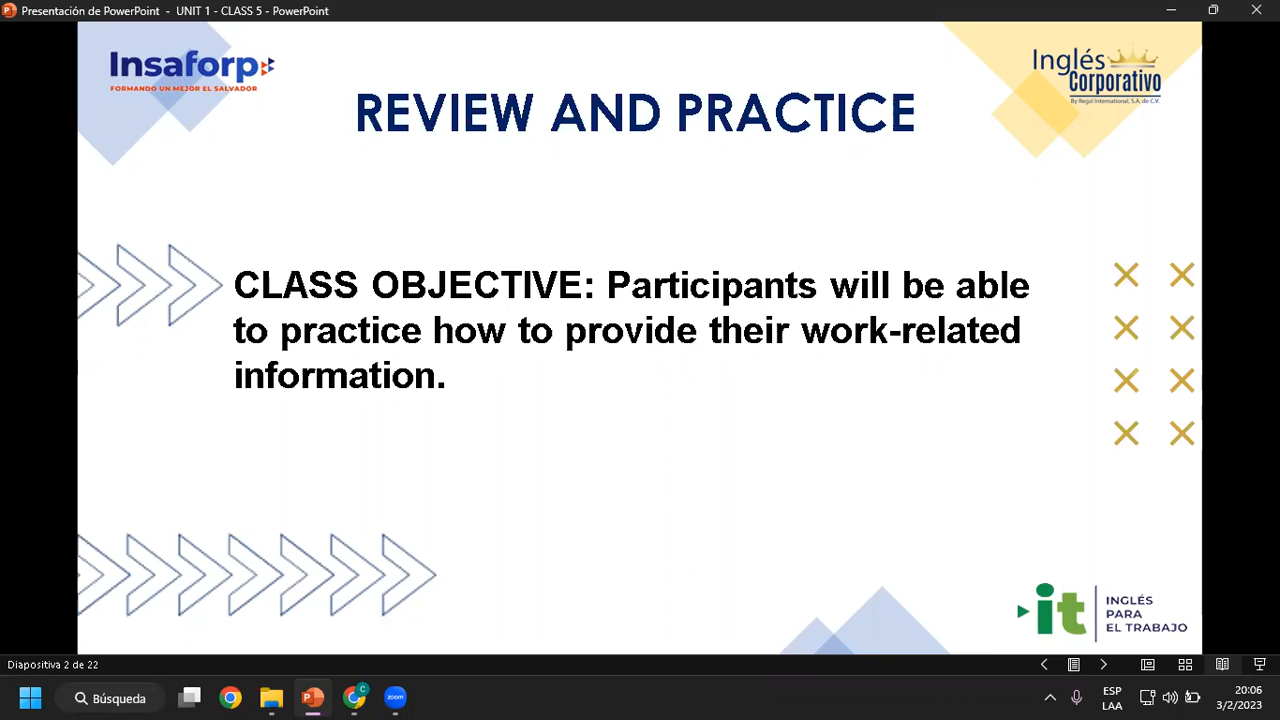 Presentación de PowerPoint - UNIT 1 - CLASS 5 - PowerPoint
Insaforp
FORMANDO UN MEJOR EL SALVADOR
Inglés
Corporativo
By Regal International, S.A. de C.V.
REVIEW AND PRACTICE
CLASS OBJECTIVE: Participants will be able
to practice how to provide their work-related
information.
it
INGLÉS
PARA
EL TRABAJO
Diapositiva 2 de 22
Búsqueda
C
zoom
ESP
LAA
20:06
3/2/2023